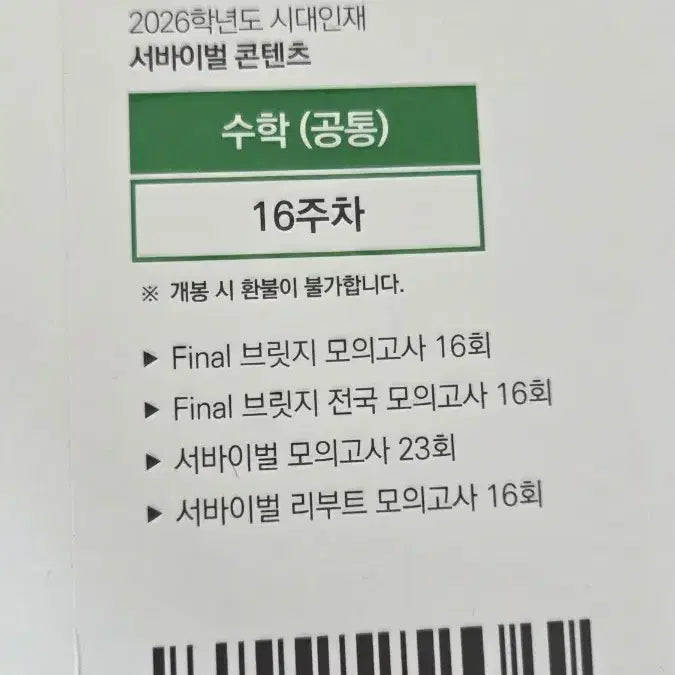 2026학년도 시대인재
서바이벌 콘텐츠
수학 (공통)
16주차
※ 개봉 시 환불이 불가합니다.
▶ Final 브릿지 모의고사 16회
▶ Final 브릿지 전국 모의고사 16회
▶ 서바이벌 모의고사 23회
▶ 서바이벌 리부트 모의고사 16회